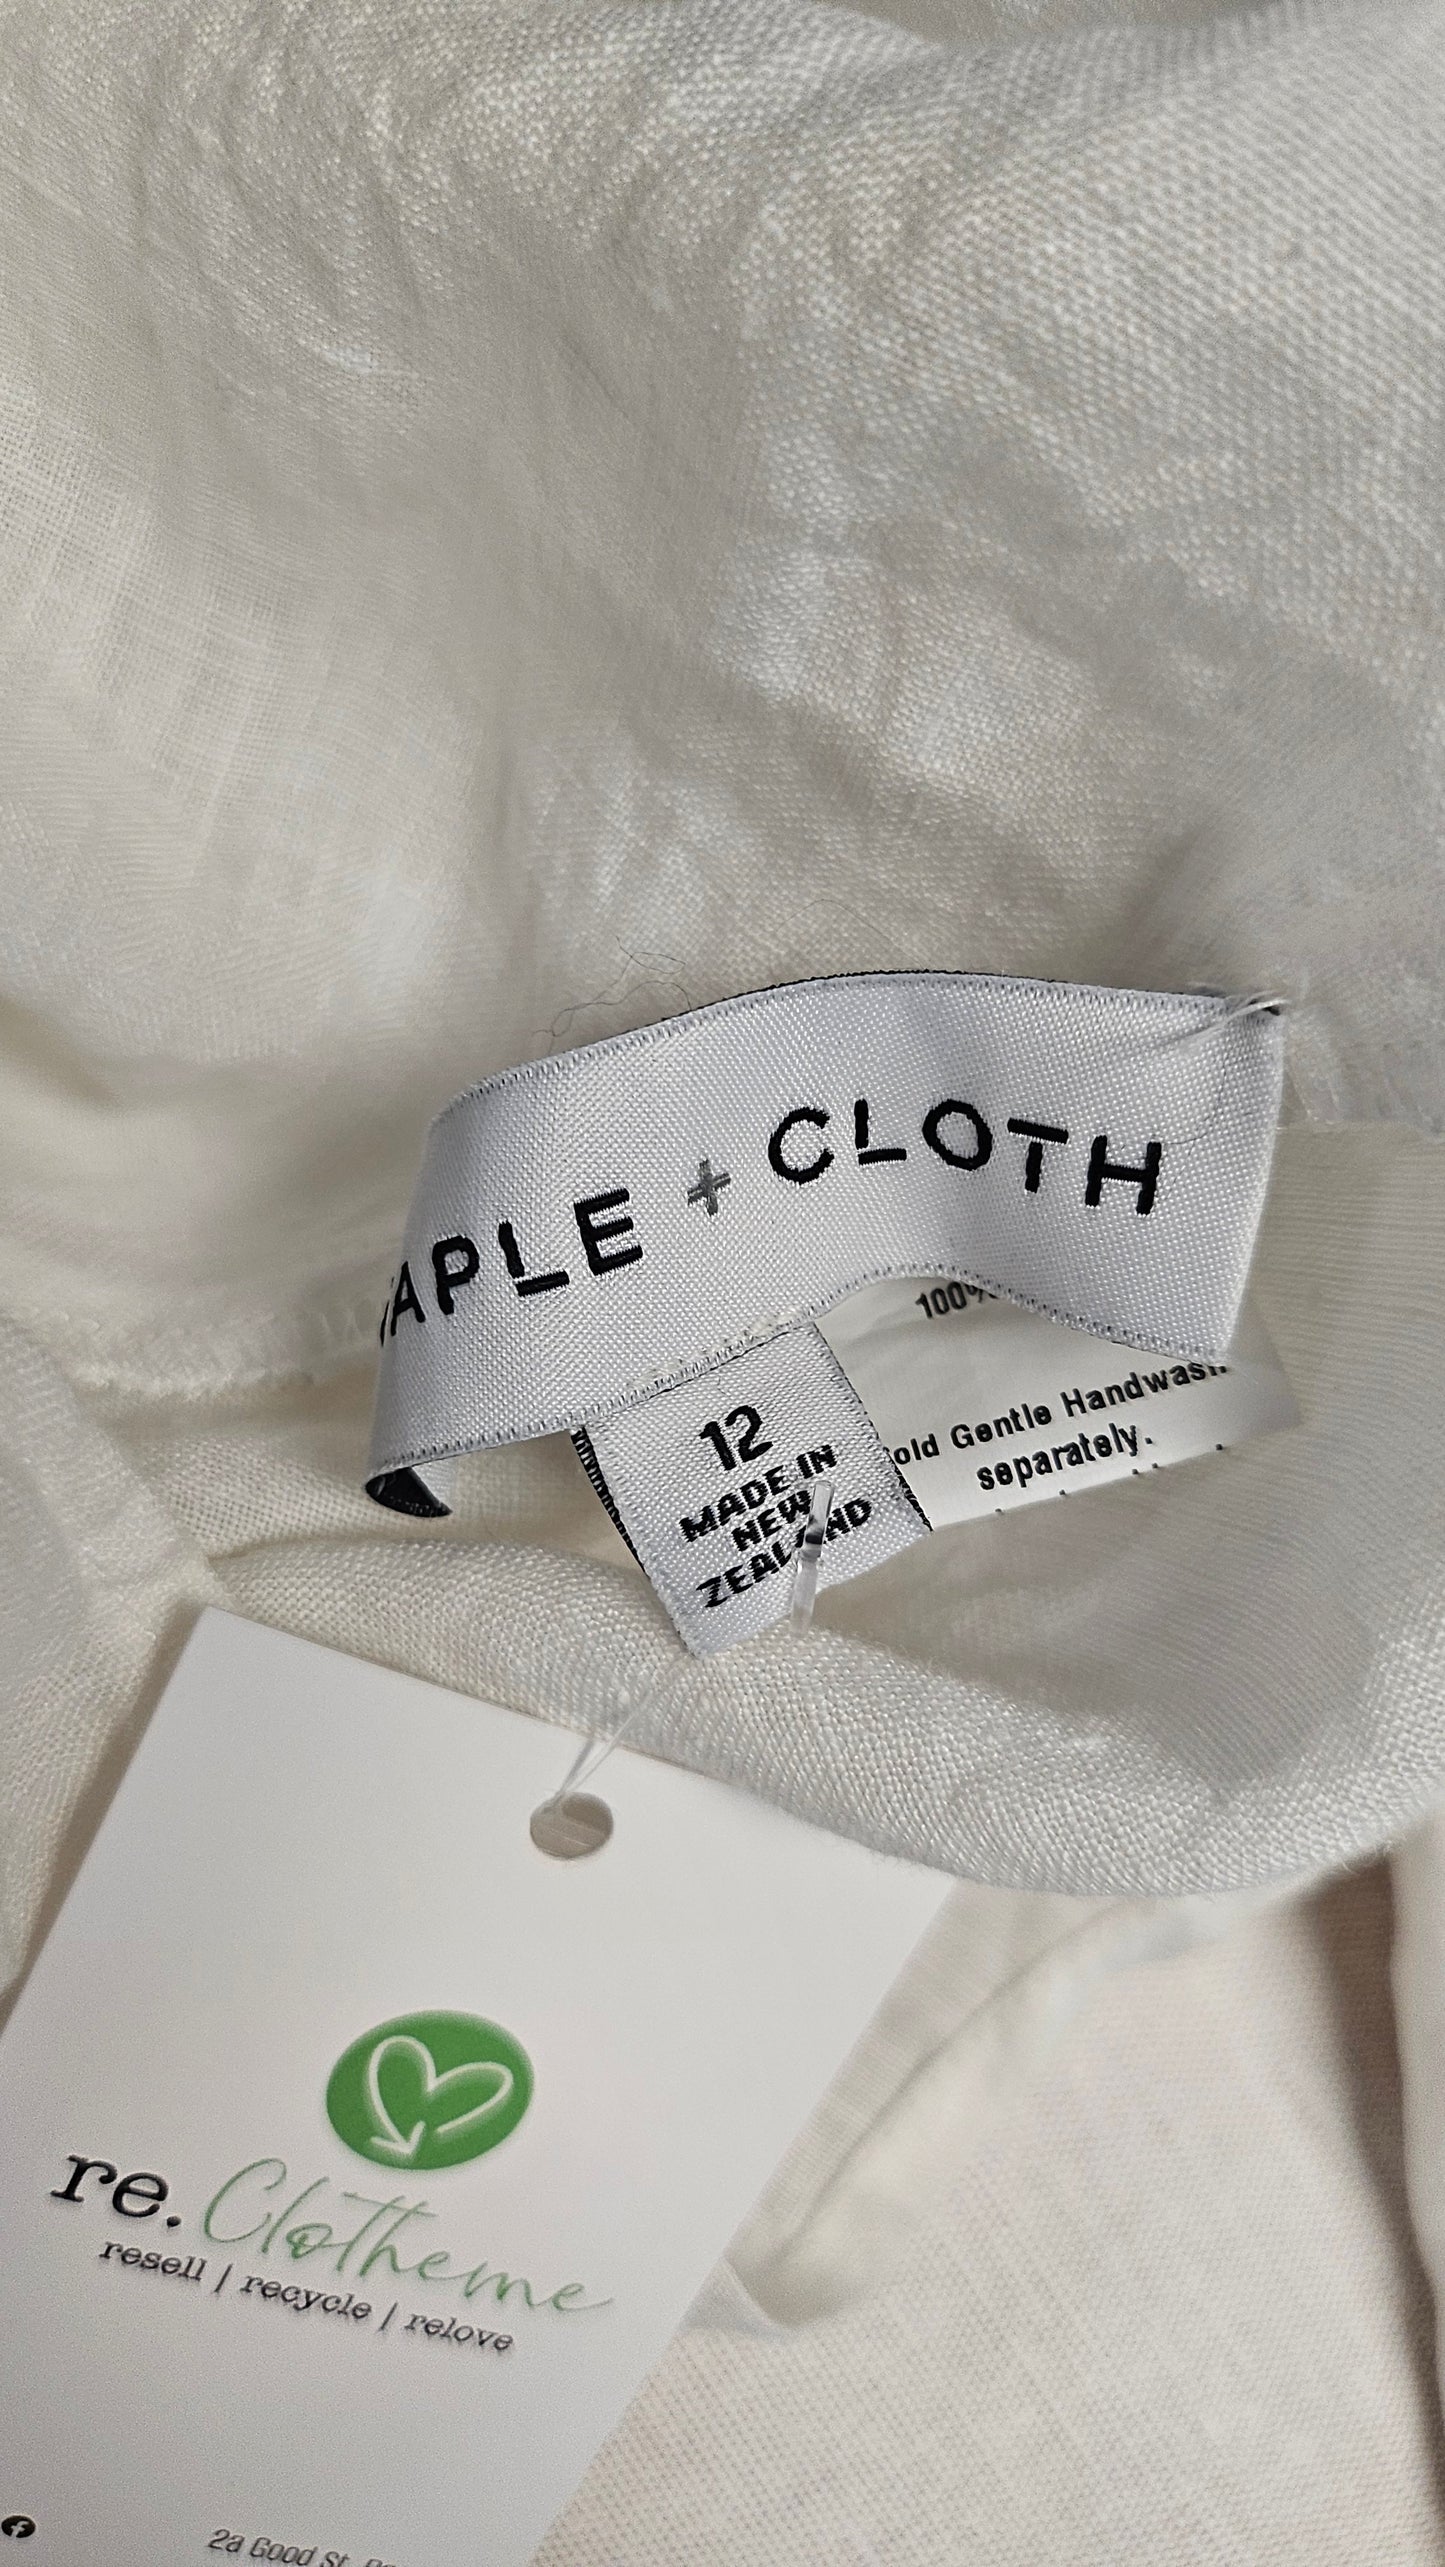 APLE + CLOTH
100%
12
MADE IN
NEW
ZEALAND
Cold Gentle Handwash
separately.
re.Clotheme
resell | recycle | relove
2a Good St